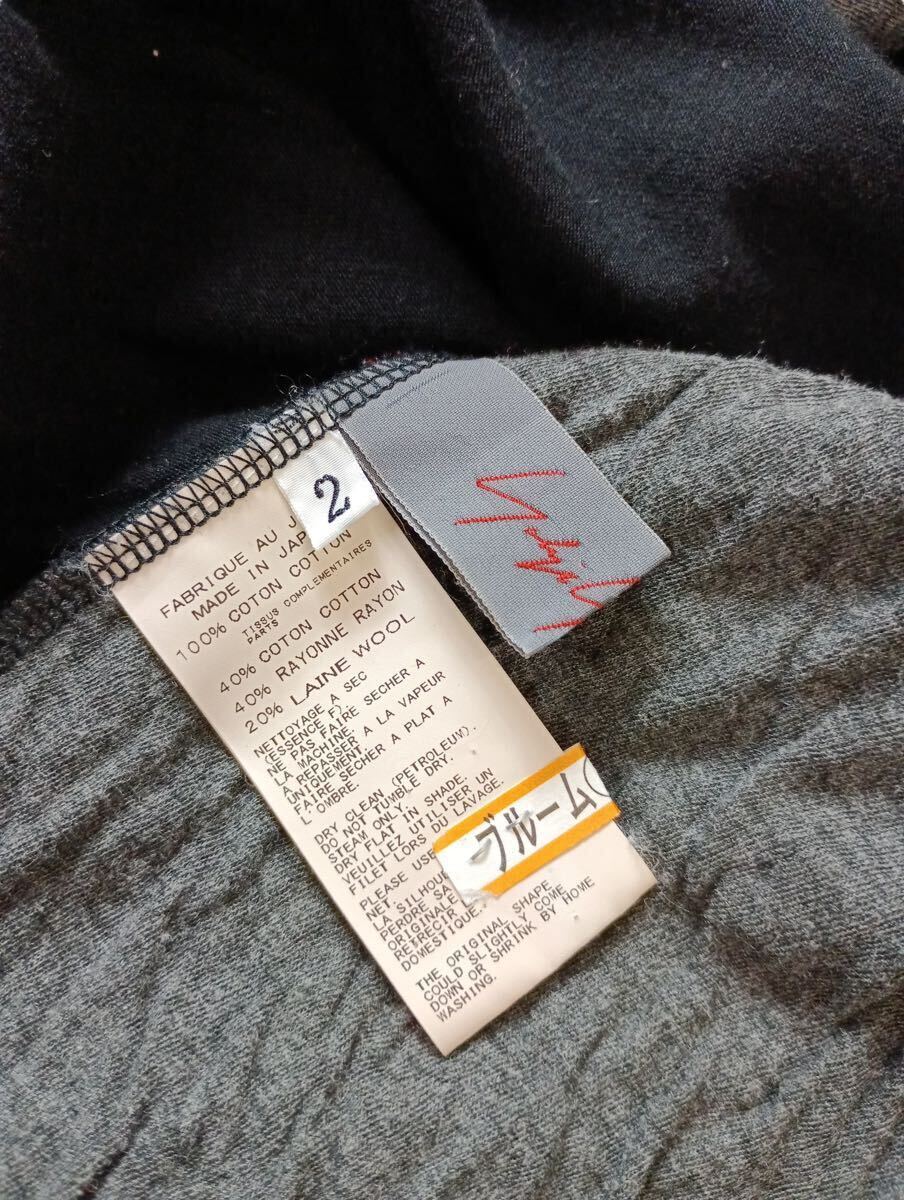 2
Yohji
FABRIQUE AU J
MADE IN JAP
100% COTON COTTON
TISSUS COMPLEMENTAIRES
PARTS
40% COTON COTTON
40% RAYONNE RAYON
20% LAINE WOOL
NETTOYAGE A SEC
(ESSENCE F).
NE PAS FAIRE SECHER A
LA MACHINE.
A REPASSER A LA VAPEUR
UNIQUEMENT.
FAIRE SECHER A PLAT A
L'OMBRE.
DRY CLEAN (PETROLEUM).
DO NOT TUMBLE DRY.
STEAM ONLY.
DRY FLAT IN SHADE.
VEUILLEZ UTILISER UN
FILET LORS DU LAVAGE.
PLEASE USE
NET.
LA SILHOU
PERDRE SA
ORIGINALE
RETRECIR
DOMESTIQUE.
THE ORIGINAL SHAPE
COULD SLIGHTLY COME
DOWN OR SHRINK BY HOME
WASHING.
ブルーム